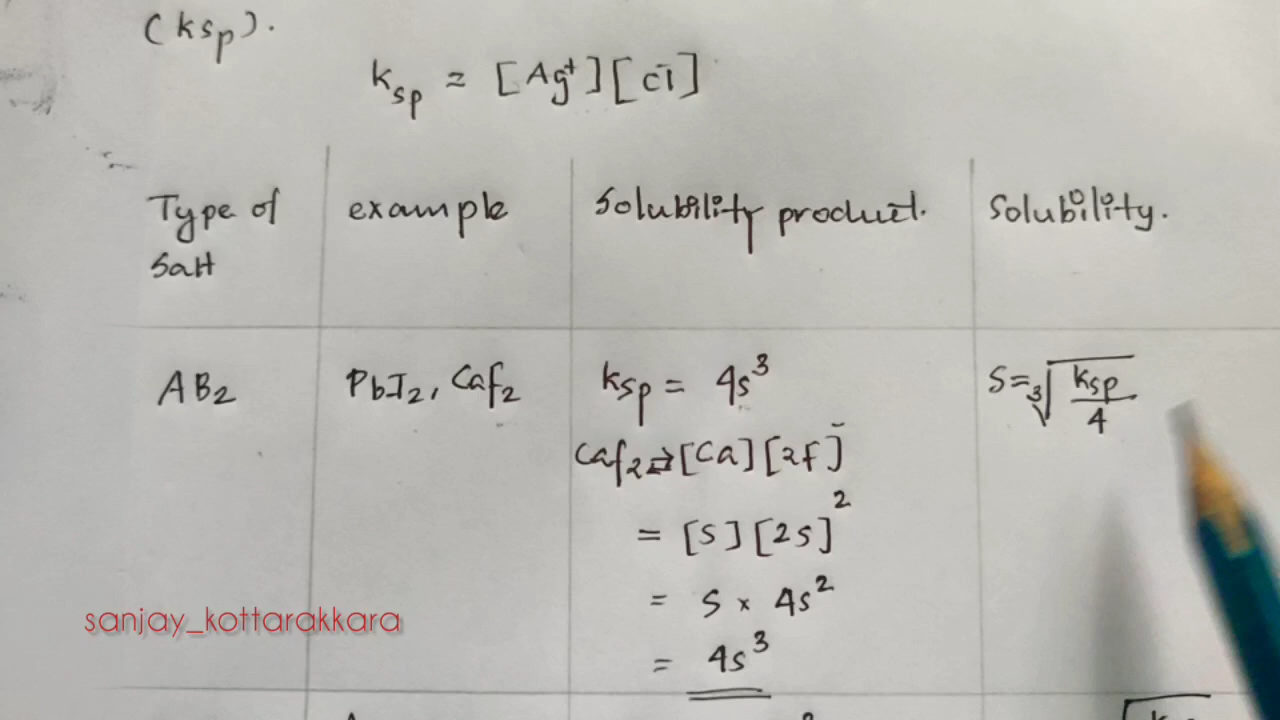 (ksp).
ksp = [Ag⁺][Cl⁻]
Type of Salt
example
Solubility product.
Solubility.
AB₂
PbI₂, Caf₂
ksp = 4s³
Caf₂⇌[Ca][2f]⁻
= [s][2s]²
= s × 4s²
= 4s³
S=³√ksp/4
sanjay_kottarakkara